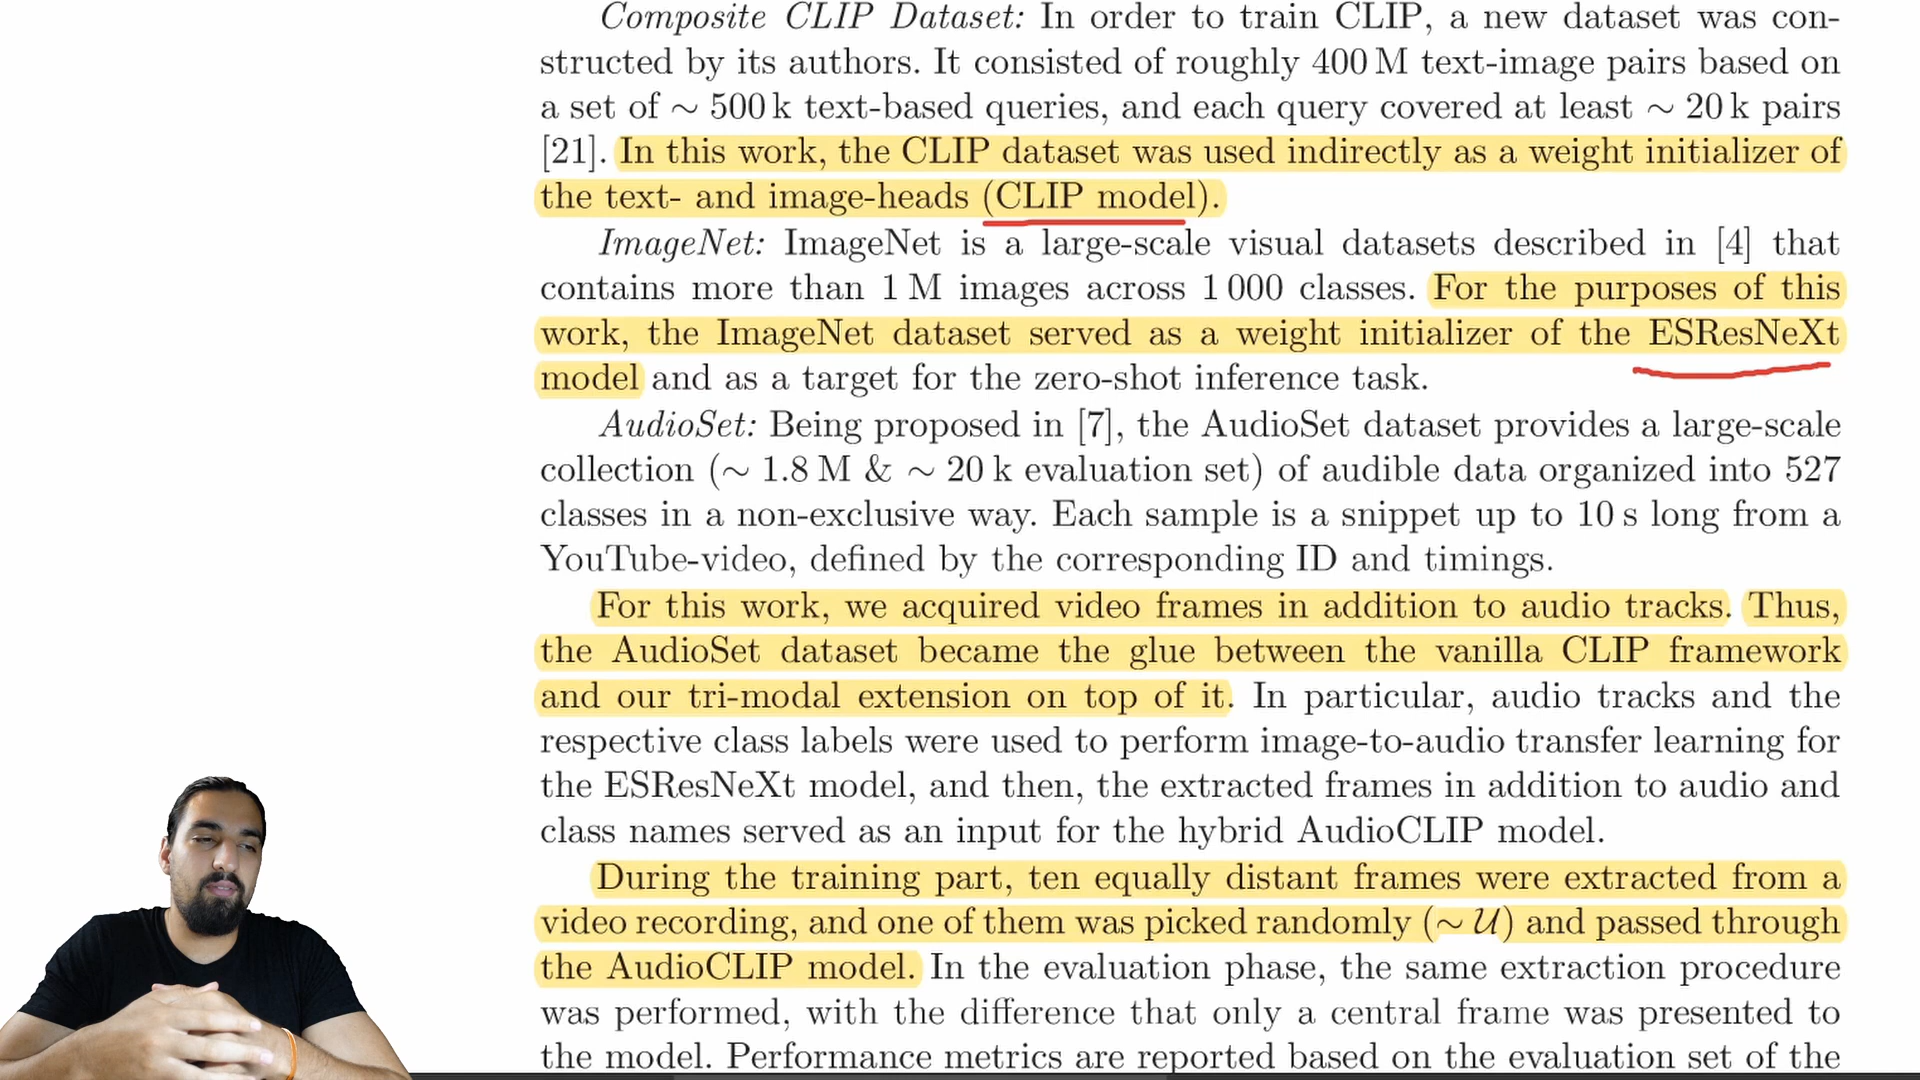 Composite CLIP Dataset: In order to train CLIP, a new dataset was con-
structed by its authors. It consisted of roughly 400 M text-image pairs based on
a set of ∼ 500 k text-based queries, and each query covered at least ∼ 20 k pairs
[21]. In this work, the CLIP dataset was used indirectly as a weight initializer of
the text- and image-heads (CLIP model).
ImageNet: ImageNet is a large-scale visual datasets described in [4] that
contains more than 1 M images across 1 000 classes. For the purposes of this
work, the ImageNet dataset served as a weight initializer of the ESResNeXt
model and as a target for the zero-shot inference task.
AudioSet: Being proposed in [7], the AudioSet dataset provides a large-scale
collection (∼ 1.8 M & ∼ 20 k evaluation set) of audible data organized into 527
classes in a non-exclusive way. Each sample is a snippet up to 10 s long from a
YouTube-video, defined by the corresponding ID and timings.
For this work, we acquired video frames in addition to audio tracks. Thus,
the AudioSet dataset became the glue between the vanilla CLIP framework
and our tri-modal extension on top of it. In particular, audio tracks and the
respective class labels were used to perform image-to-audio transfer learning for
the ESResNeXt model, and then, the extracted frames in addition to audio and
class names served as an input for the hybrid AudioCLIP model.
During the training part, ten equally distant frames were extracted from a
video recording, and one of them was picked randomly (∼ 𝒰) and passed through
the AudioCLIP model. In the evaluation phase, the same extraction procedure
was performed, with the difference that only a central frame was presented to
the model. Performance metrics are reported based on the evaluation set of the